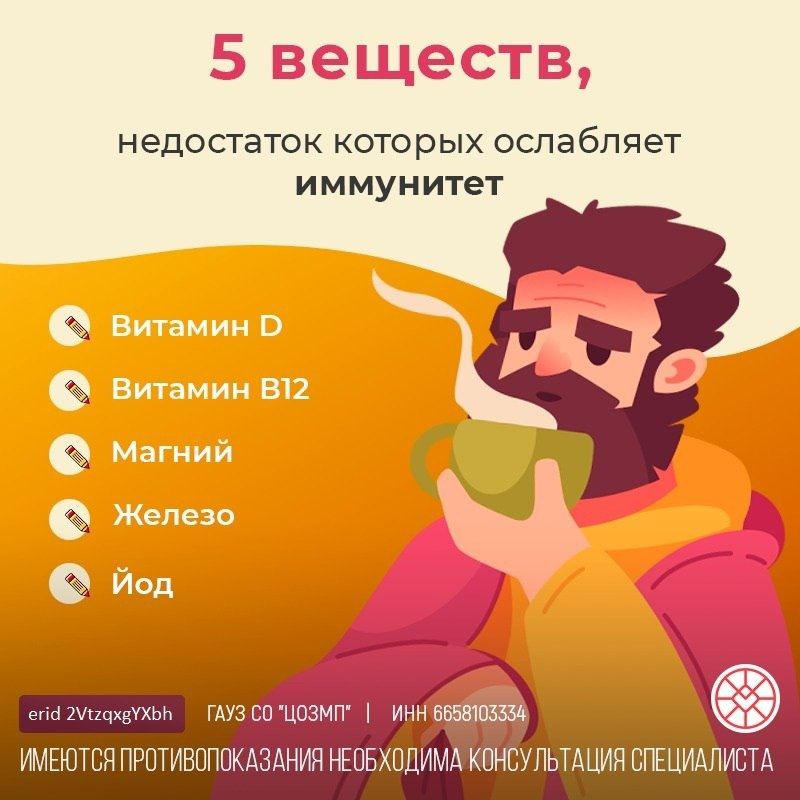 5 веществ,
недостаток которых ослабляет
иммунитет
Витамин D
Витамин В12
Магний
Железо
Йод
erid 2VtzqxgYXbh ГАУЗ СО "ЦОЗМП" | ИНН 6658103334
ИМЕЮТСЯ ПРОТИВОПОКАЗАНИЯ НЕОБХОДИМА КОНСУЛЬТАЦИЯ СПЕЦИАЛИСТА